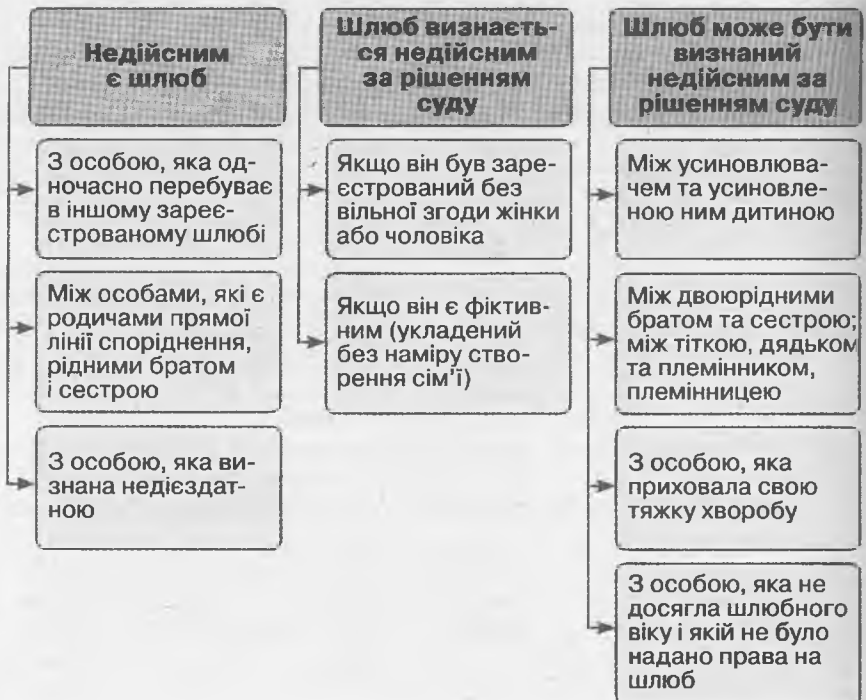 Недійсним
є шлюб
З особою, яка од-
ночасно перебуває
в іншому зареє-
строваному шлюбі
Між особами, які є
родичами прямої
лінії споріднення,
рідними братом
і сестрою
З особою, яка ви-
знана недієздат-
ною
Шлюб визнаєть-
ся недійсним
за рішенням
суду
Якщо він був заре-
єстрований без
вільної згоди жінки
або чоловіка
Якщо він є фіктив-
ним (укладений
без наміру ство-
рення сім'ї)
Шлюб може бути
визнаний
недійсним за
рішенням суду
Між усиновлюва-
чем та усиновле-
ною ним дитиною
Між двоюрідними
братом та сестрою;
між тіткою, дядьком
та племінником,
племінницею
З особою, яка
приховала свою
тяжку хворобу
З особою, яка не
досягла шлюбного
віку і якій не було
надано права на
шлюб